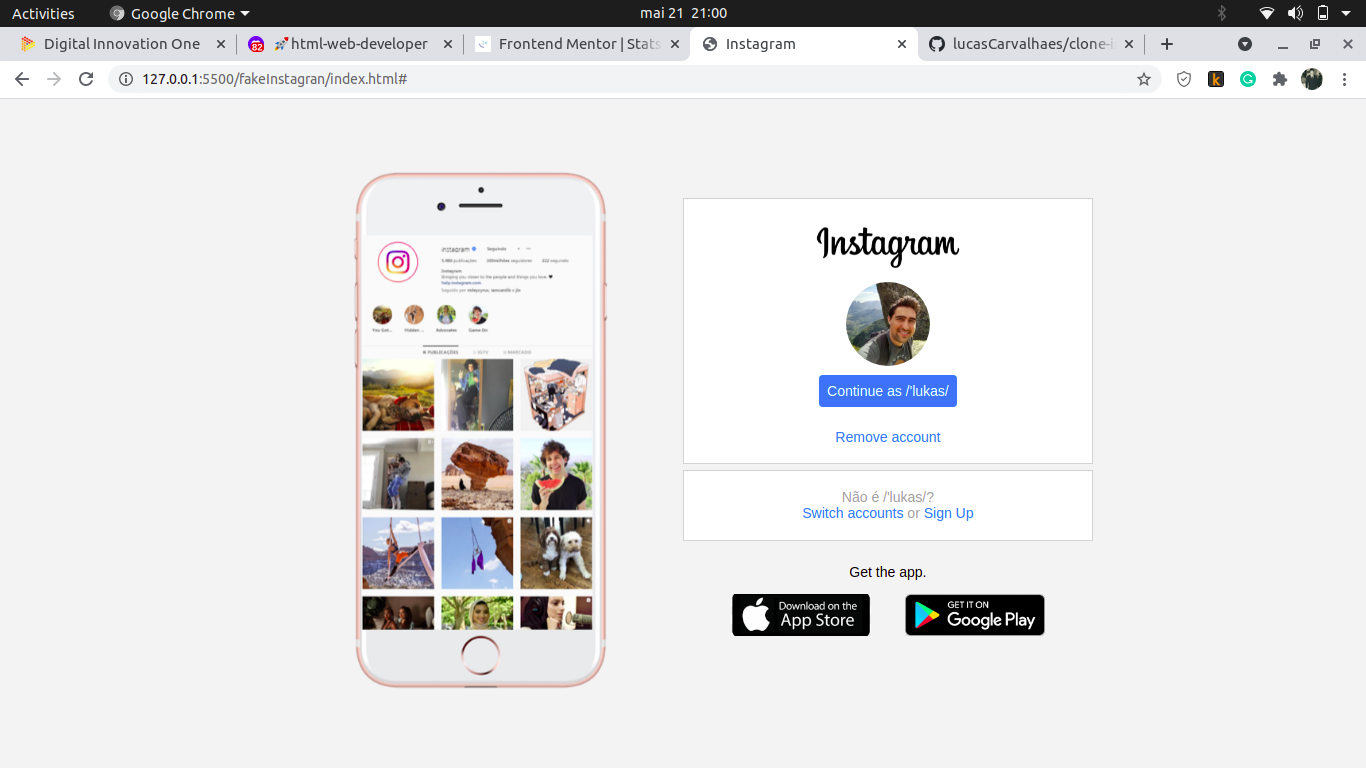 Activities Google Chrome mai 21 21:00
Digital Innovation One 82 🚀html-web-developer Frontend Mentor | Stats Instagram lucasCarvalhaes/clone-i
127.0.0.1:5500/fakeInstagran/index.html#
instagram Seguindo
Instagram
Bringing you closer to the people and things you love. ❤
help.instagram.com
You Got... Hidden ... Advocates Game On
PUBLICAÇÕES IGTV MARCADO
Instagram
Continue as /'lukas/
Remove account
Não é /'lukas/?
Switch accounts or Sign Up
Get the app.
Download on the
App Store
GET IT ON
Google Play